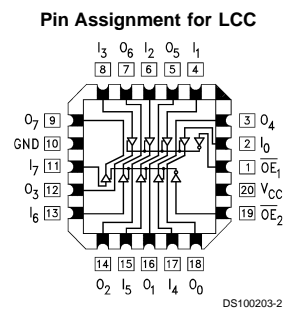 Pin Assignment for LCC
I3 O6 I2 O5 I1
8 7 6 5 4
O7 9
GND 10
I7 11
O3 12
I6 13
3 O4
2 I0
1 OE1
20 VCC
19 OE2
14 15 16 17 18
O2 I5 O1 I4 O0
DS100203-2